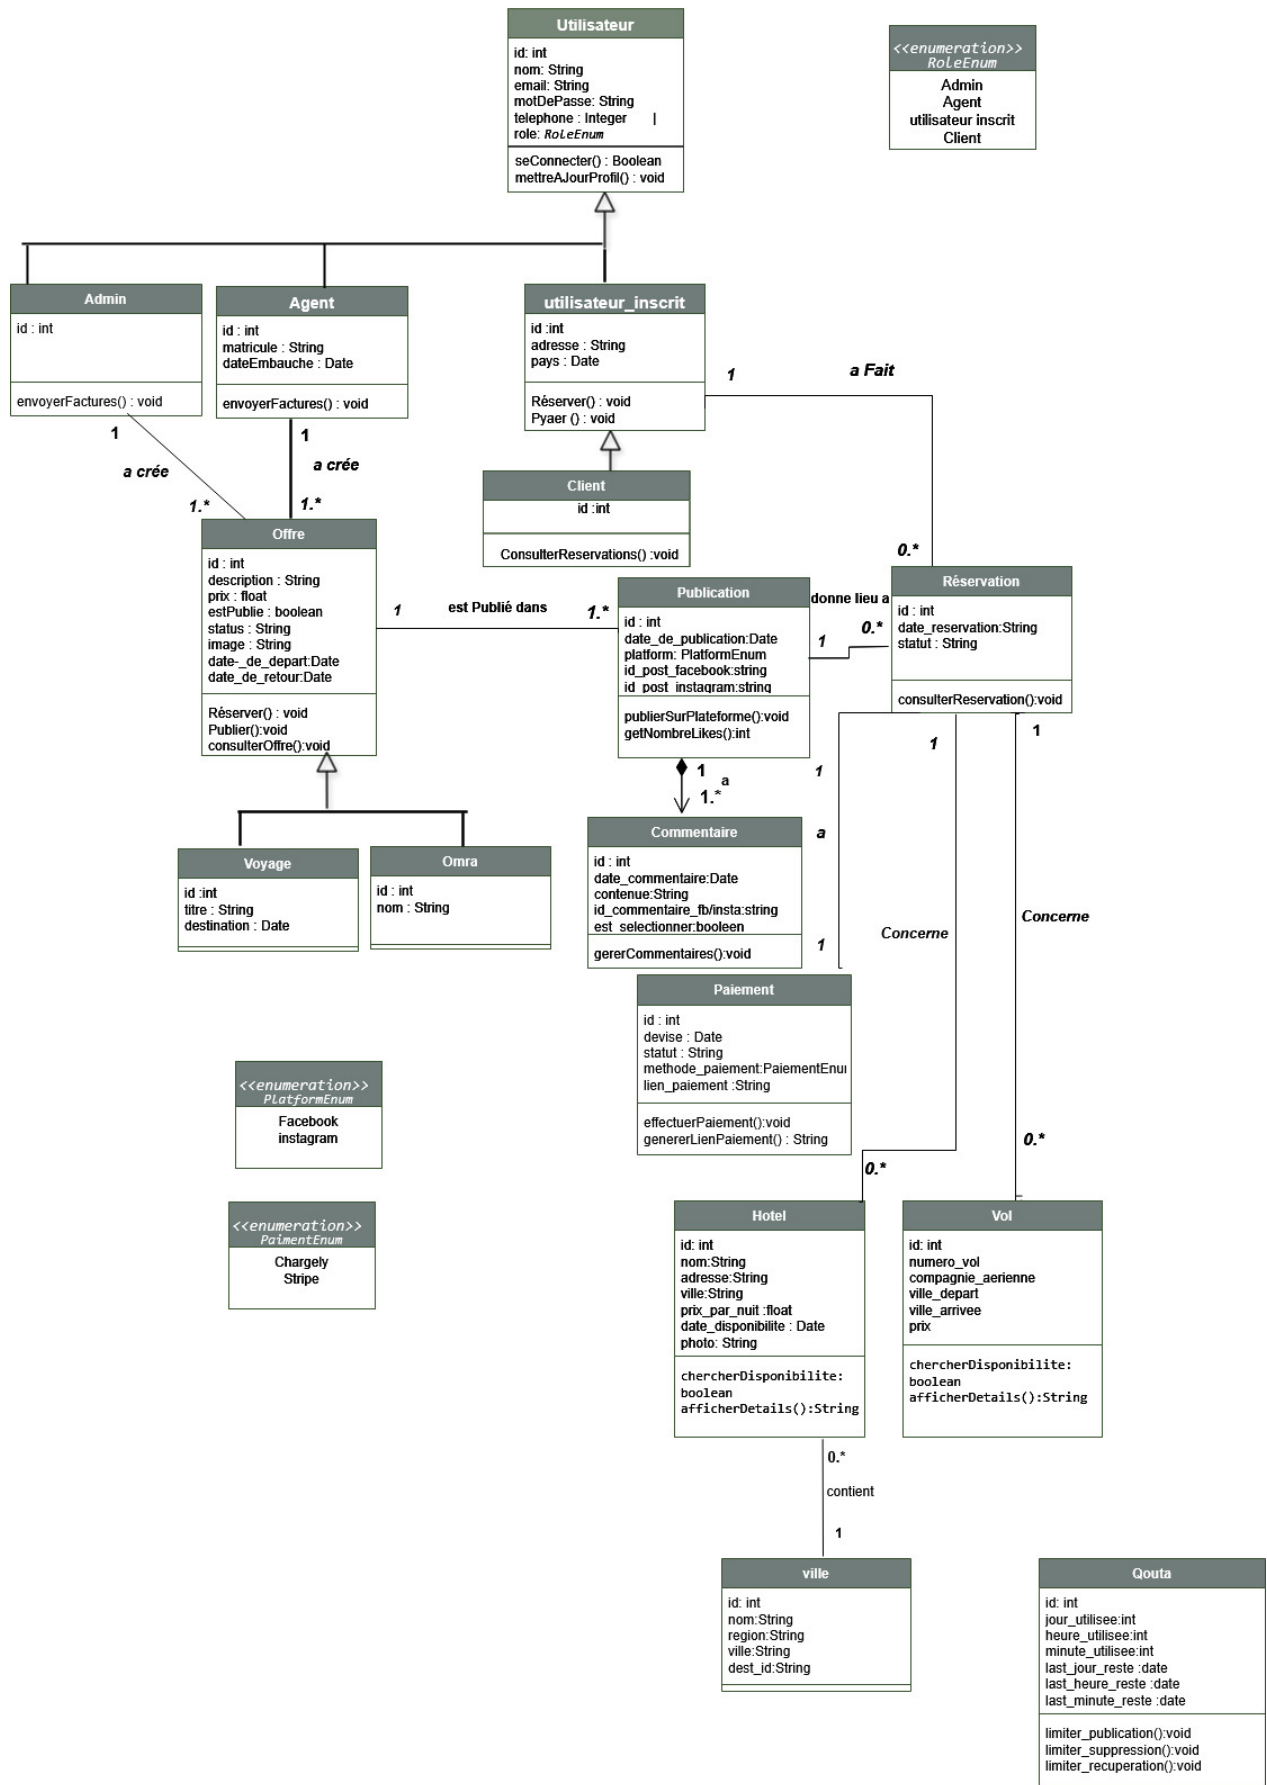 Utilisateur
id: int
nom: String
email: String
motDePasse: String
telephone : Integer |
role: RoleEnum
seConnecter() : Boolean
mettreAJourProfil() : void
<<enumeration>>
RoleEnum
Admin
Agent
utilisateur inscrit
Client
Admin
id : int
envoyerFactures() : void
Agent
id : int
matricule : String
dateEmbauche : Date
envoyerFactures() : void
utilisateur_inscrit
id :int
adresse : String
pays : Date
Réserver() : void
Pyaer () : void
1
a Fait
0.*
1
a crée
1.*
1
a crée
1.*
Client
id :int
ConsulterReservations() :void
Offre
id : int
description : String
prix : float
estPublie : boolean
status : String
image : String
date-_de_depart:Date
date_de_retour:Date
Réserver() : void
Publier():void
consulterOffre():void
1
est Publié dans
1.*
Publication
id : int
date_de_publication:Date
platform: PlatformEnum
id_post_facebook:string
id_post_instagram:string
publierSurPlateforme():void
getNombreLikes():int
donne lieu a
0.*
1
Réservation
id : int
date_reservation:String
statut : String
consulterReservation():void
1
a
1.*
1
a
1
1
Concerne
0.*
1
Concerne
0.*
Voyage
id :int
titre : String
destination : Date
Omra
id : int
nom : String
Commentaire
id : int
date_commentaire:Date
contenue:String
id_commentaire_fb/insta:string
est_selectionner:booleen
gererCommentaires():void
Paiement
id : int
devise : Date
statut : String
methode_paiement:PaiementEnu
lien_paiement :String
effectuerPaiement():void
genererLienPaiement() : String
<<enumeration>>
PlatformEnum
Facebook
instagram
<<enumeration>>
PaimentEnum
Chargely
Stripe
Hotel
id: int
nom:String
adresse:String
ville:String
prix_par_nuit :float
date_disponibilite : Date
photo: String
chercherDisponibilite:
boolean
afficherDetails():String
Vol
id: int
numero_vol
compagnie_aerienne
ville_depart
ville_arrivee
prix
chercherDisponibilite:
boolean
afficherDetails():String
0.*
contient
1
ville
id: int
nom:String
region:String
ville:String
dest_id:String
Qouta
id: int
jour_utilisee:int
heure_utilisee:int
minute_utilisee:int
last_jour_reste :date
last_heure_reste :date
last_minute_reste :date
limiter_publication():void
limiter_suppression():void
limiter_recuperation():void